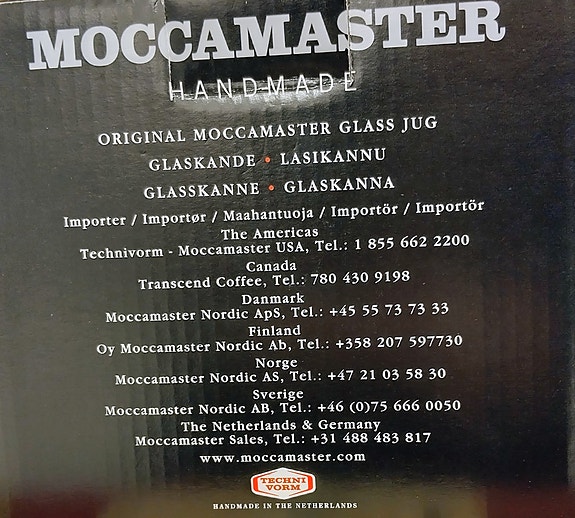 MOCCAMASTER
HANDMADE
ORIGINAL MOCCAMASTER GLASS JUG
GLASKANDE • LASIKANNU
GLASSKANNE • GLASKANNA
Importer / Importør / Maahantuoja / Importör / Importör
The Americas
Technivorm - Moccamaster USA, Tel.: 1 855 662 2200
Canada
Transcend Coffee, Tel.: 780 430 9198
Danmark
Moccamaster Nordic ApS, Tel.: +45 55 73 73 33
Finland
Oy Moccamaster Nordic Ab, Tel.: +358 207 597730
Norge
Moccamaster Nordic AS, Tel.: +47 21 03 58 30
Sverige
Moccamaster Nordic AB, Tel.: +46 (0)75 666 0050
The Netherlands & Germany
Moccamaster Sales, Tel.: +31 488 483 817
www.moccamaster.com
TECHNI
VORM
HANDMADE IN THE NETHERLANDS